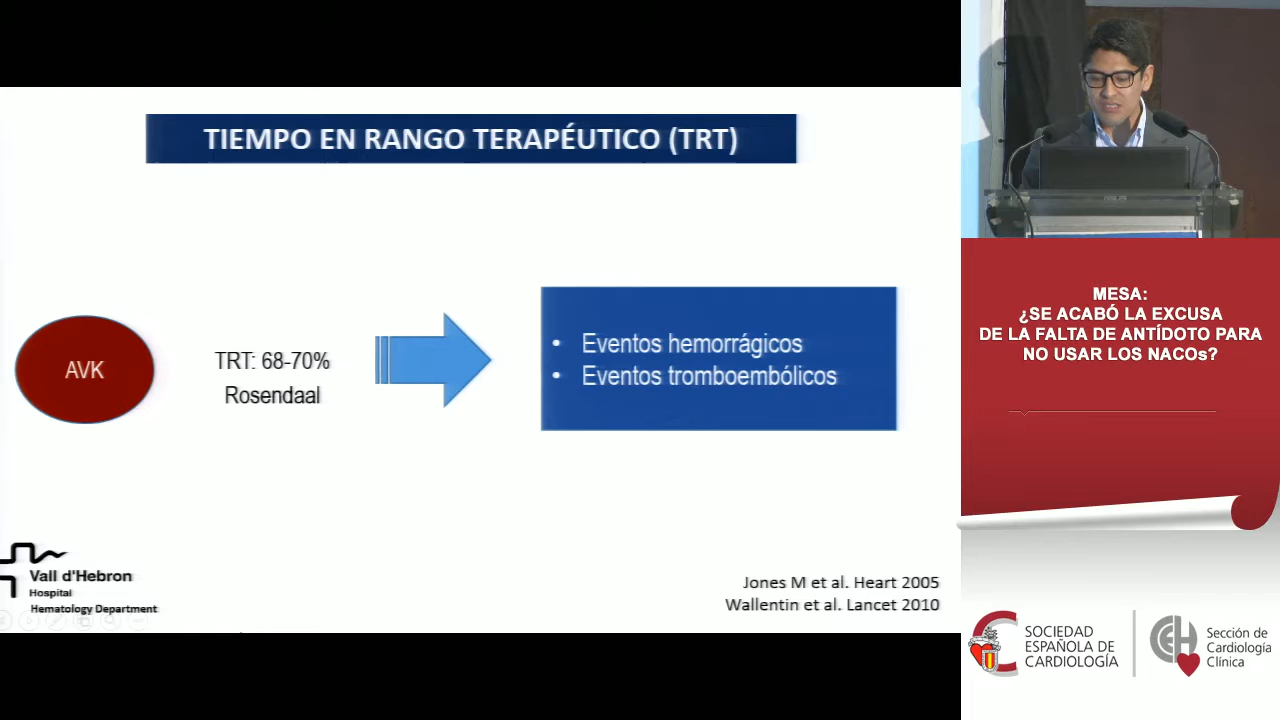 TIEMPO EN RANGO TERAPÉUTICO (TRT)
AVK
TRT: 68-70%
Rosendaal
• Eventos hemorrágicos
• Eventos tromboembólicos
Vall d'Hebron
Hospital
Hematology Department
Jones M et al. Heart 2005
Wallentin et al. Lancet 2010
MESA:
¿SE ACABÓ LA EXCUSA
DE LA FALTA DE ANTÍDOTO PARA
NO USAR LOS NACOs?
SOCIEDAD
ESPAÑOLA DE
CARDIOLOGÍA
Sección de
Cardiología
Clínica